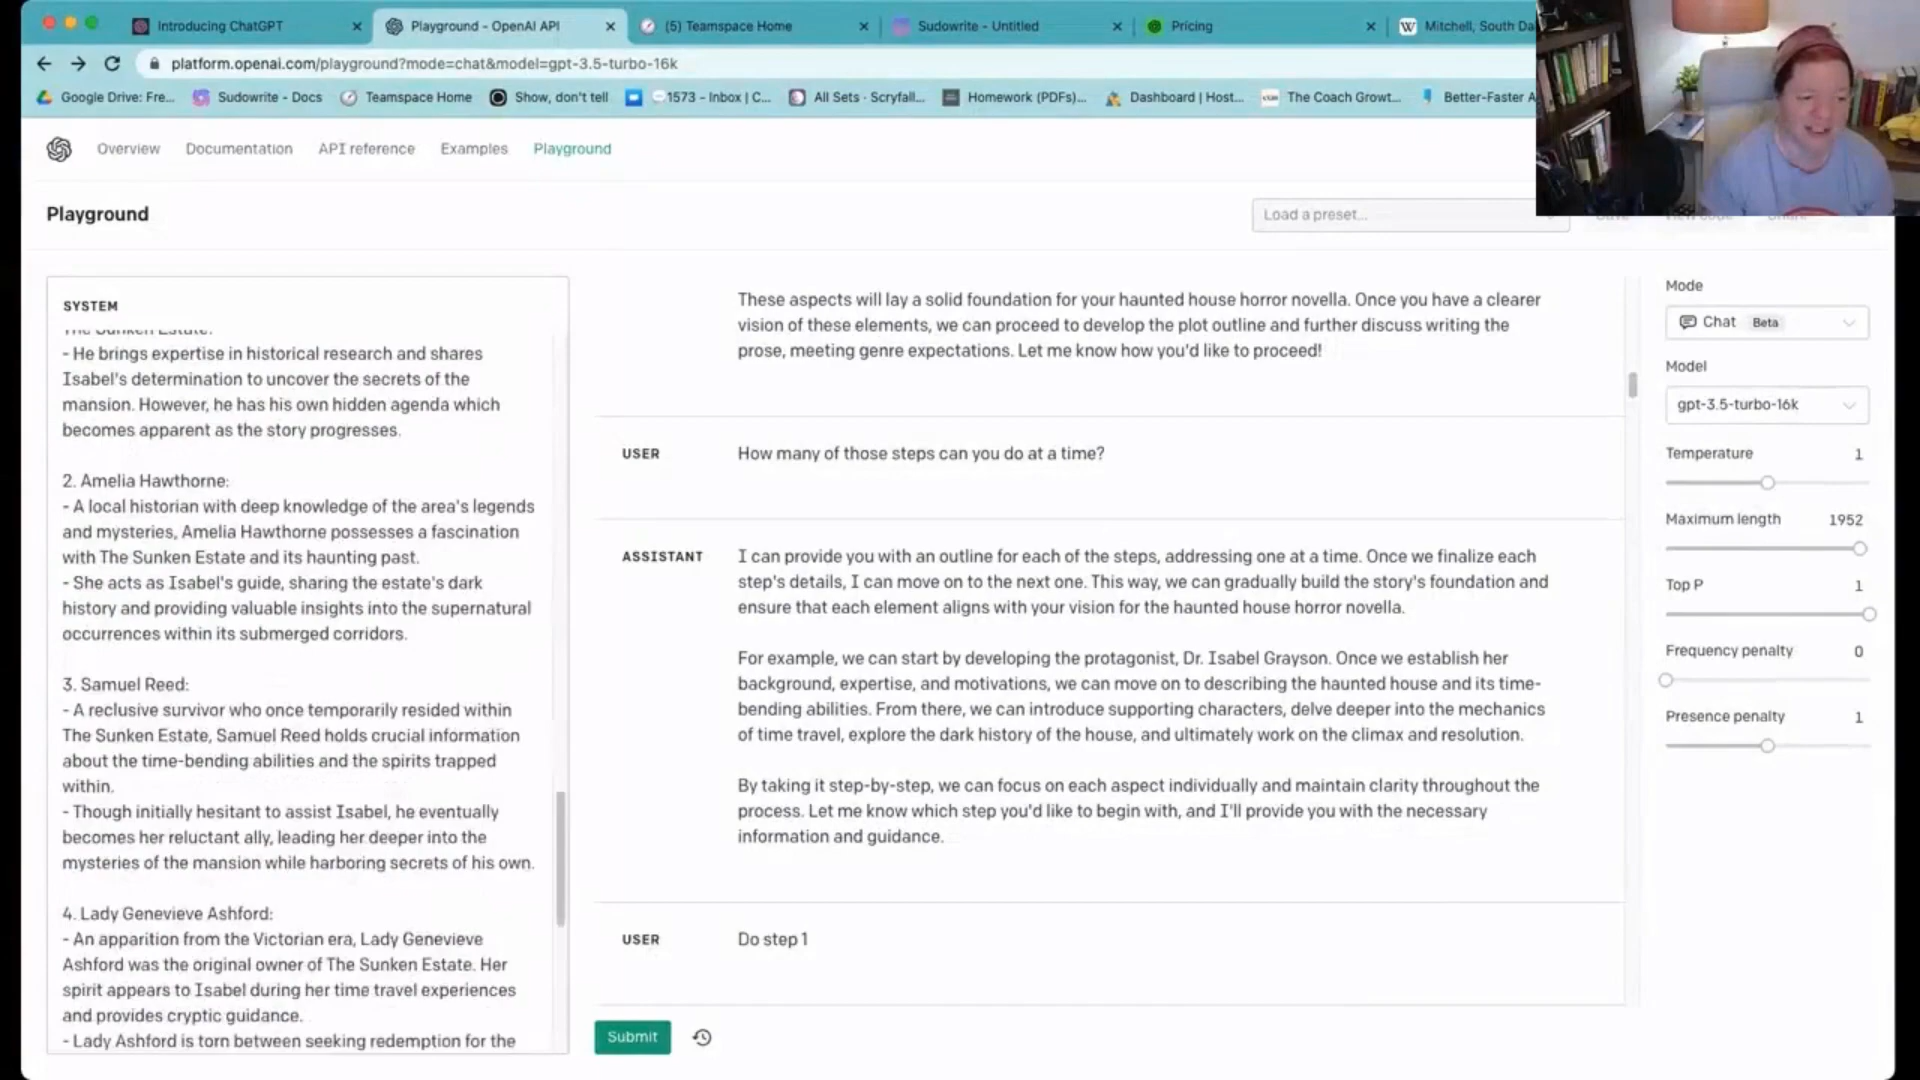 Introducing ChatGPT
Playground - OpenAI API
(5) Teamspace Home
Sudowrite - Untitled
Pricing
Mitchell, South Da
platform.openai.com/playground?mode=chat&model=gpt-3.5-turbo-16k
Google Drive: Fre...
Sudowrite - Docs
Teamspace Home
Show, don't tell
1573 - Inbox | C...
All Sets · Scryfall...
Homework (PDFs)...
Dashboard | Host...
The Coach Growt...
Better-Faster A
Overview
Documentation
API reference
Examples
Playground
Playground
Load a preset...
SYSTEM
The Sunken Estate.
- He brings expertise in historical research and shares
Isabel's determination to uncover the secrets of the
mansion. However, he has his own hidden agenda which
becomes apparent as the story progresses.
2. Amelia Hawthorne:
- A local historian with deep knowledge of the area's legends
and mysteries, Amelia Hawthorne possesses a fascination
with The Sunken Estate and its haunting past.
- She acts as Isabel's guide, sharing the estate's dark
history and providing valuable insights into the supernatural
occurrences within its submerged corridors.
3. Samuel Reed:
- A reclusive survivor who once temporarily resided within
The Sunken Estate, Samuel Reed holds crucial information
about the time-bending abilities and the spirits trapped
within.
- Though initially hesitant to assist Isabel, he eventually
becomes her reluctant ally, leading her deeper into the
mysteries of the mansion while harboring secrets of his own.
4. Lady Genevieve Ashford:
- An apparition from the Victorian era, Lady Genevieve
Ashford was the original owner of The Sunken Estate. Her
spirit appears to Isabel during her time travel experiences
and provides cryptic guidance.
- Lady Ashford is torn between seeking redemption for the
These aspects will lay a solid foundation for your haunted house horror novella. Once you have a clearer
vision of these elements, we can proceed to develop the plot outline and further discuss writing the
prose, meeting genre expectations. Let me know how you'd like to proceed!
USER
How many of those steps can you do at a time?
ASSISTANT
I can provide you with an outline for each of the steps, addressing one at a time. Once we finalize each
step's details, I can move on to the next one. This way, we can gradually build the story's foundation and
ensure that each element aligns with your vision for the haunted house horror novella.
For example, we can start by developing the protagonist, Dr. Isabel Grayson. Once we establish her
background, expertise, and motivations, we can move on to describing the haunted house and its time-
bending abilities. From there, we can introduce supporting characters, delve deeper into the mechanics
of time travel, explore the dark history of the house, and ultimately work on the climax and resolution.
By taking it step-by-step, we can focus on each aspect individually and maintain clarity throughout the
process. Let me know which step you'd like to begin with, and I'll provide you with the necessary
information and guidance.
USER
Do step 1
Submit
Mode
Chat Beta
Model
gpt-3.5-turbo-16k
Temperature 1
Maximum length 1952
Top P 1
Frequency penalty 0
Presence penalty 1